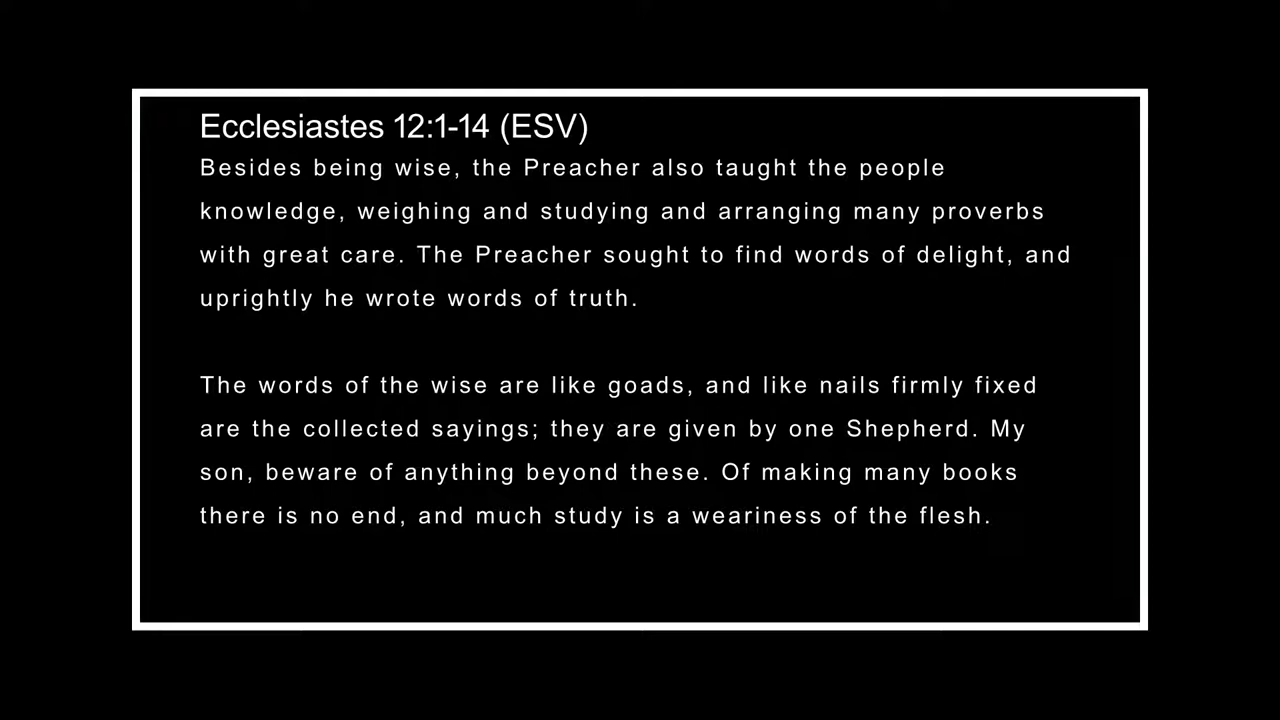 Ecclesiastes 12:1-14 (ESV)
Besides being wise, the Preacher also taught the people
knowledge, weighing and studying and arranging many proverbs
with great care. The Preacher sought to find words of delight, and
uprightly he wrote words of truth.
The words of the wise are like goads, and like nails firmly fixed
are the collected sayings; they are given by one Shepherd. My
son, beware of anything beyond these. Of making many books
there is no end, and much study is a weariness of the flesh.